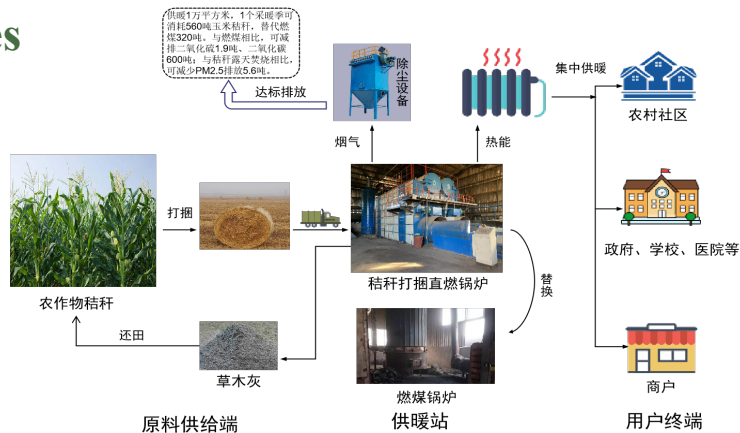 es
供暖1万平方米，1个采暖季可
消耗560吨玉米秸秆，替代燃
煤320吨。与燃煤相比，可减
排二氧化硫1.9吨、二氧化碳
600吨；与秸秆露天焚烧相比，
可减少PM2.5排放5.6吨。
达标排放
除尘设备
集中供暖
农村社区
烟气
热能
打捆
政府、学校、医院等
秸秆打捆直燃锅炉
替换
农作物秸秆
还田
草木灰
燃煤锅炉
商户
原料供给端
供暖站
用户终端